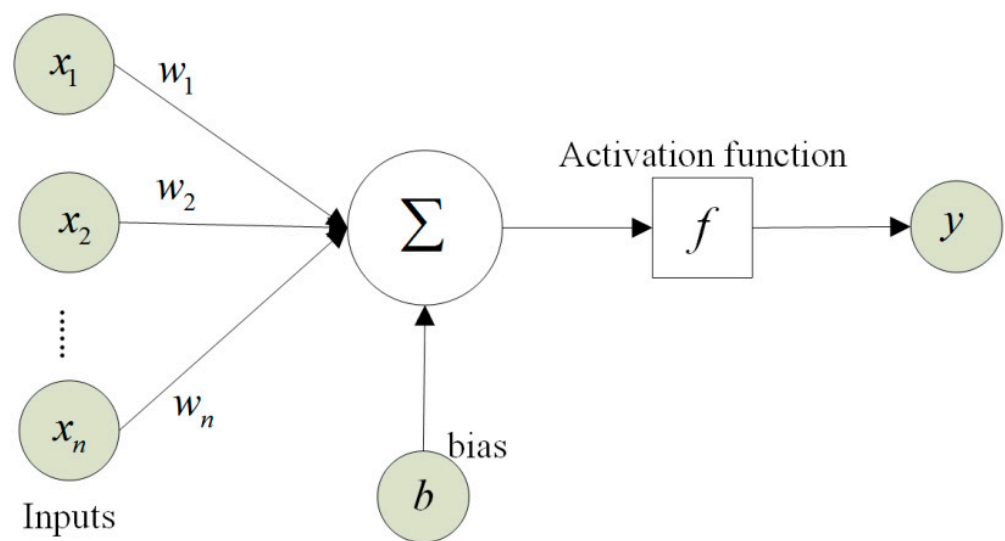 x₁
w₁
Activation function
x₂
w₂
Σ
f
y
......
xₙ
wₙ
bias
b
Inputs